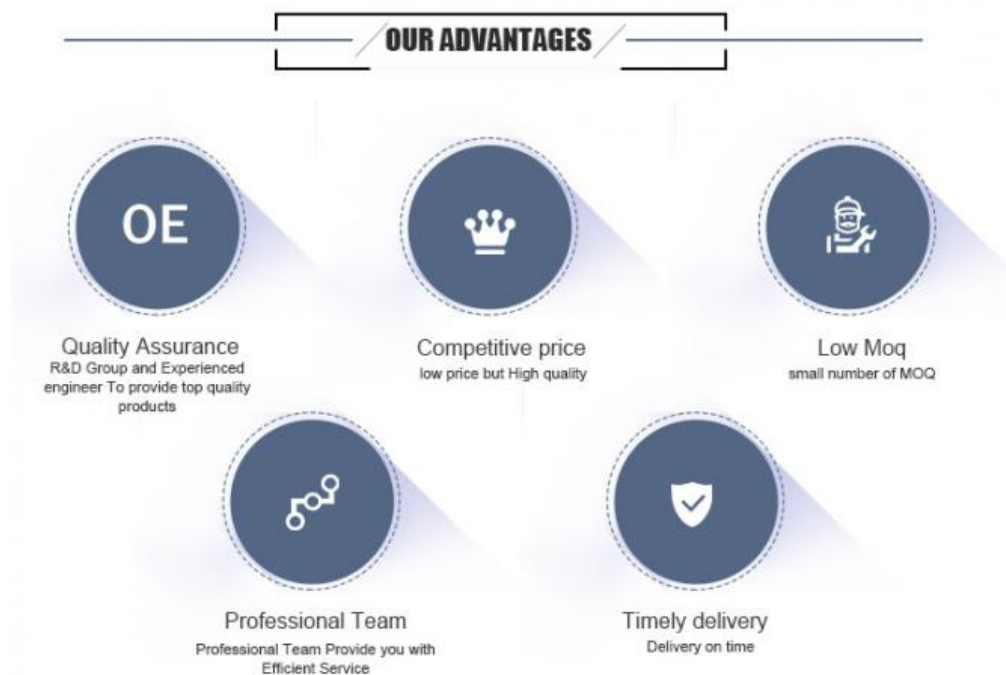 OUR ADVANTAGES
OE
Quality Assurance
R&D Group and Experienced
engineer To provide top quality
products
Competitive price
low price but High quality
Low Moq
small number of MOQ
Professional Team
Professional Team Provide you with
Efficient Service
Timely delivery
Delivery on time